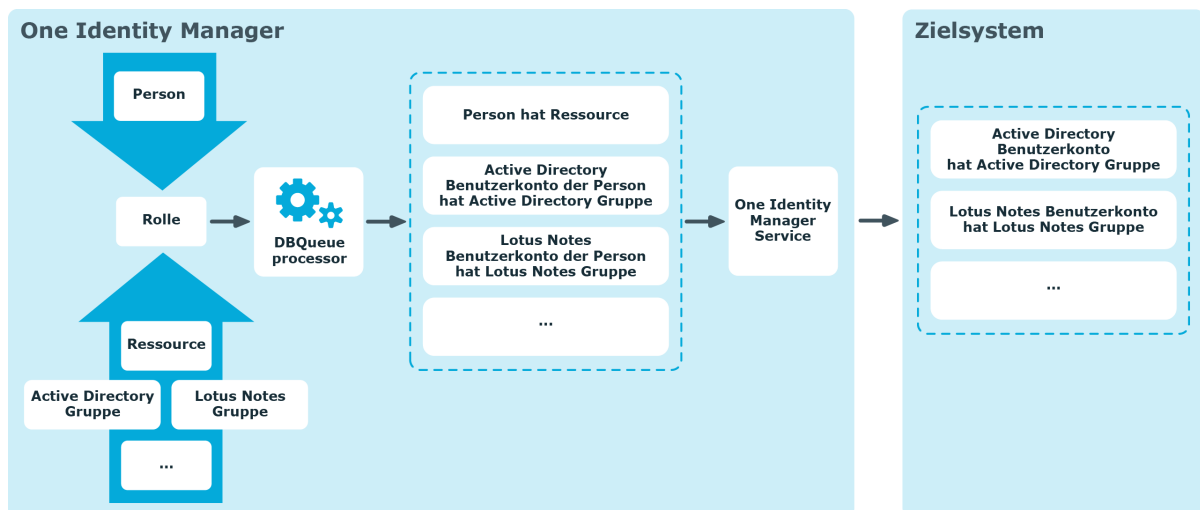 One Identity Manager
Person
Rolle
Ressource
Active Directory
Gruppe
Lotus Notes
Gruppe
...
DBQueue
processor
Person hat Ressource
Active Directory
Benutzerkonto der Person
hat Active Directory Gruppe
Lotus Notes
Benutzerkonto der Person
hat Lotus Notes Gruppe
...
One Identity
Manager
Service
Zielsystem
Active Directory
Benutzerkonto
hat Active Directory Gruppe
Lotus Notes Benutzerkonto
hat Lotus Notes Gruppe
...